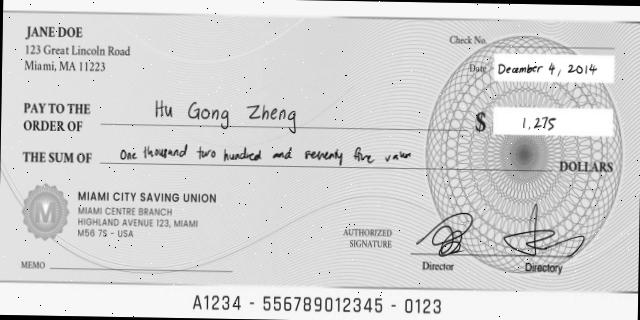 JANE DOE
123 Great Lincoln Road
Miami, MA 11223
Check No.
Date December 4, 2014
PAY TO THE
ORDER OF Hu Gong Zheng
$ 1,275
THE SUM OF One thousand two hundred and seventy five
DOLLARS
M
MIAMI CITY SAVING UNION
MIAMI CENTRE BRANCH
HIGHLAND AVENUE 123, MIAMI
M56 7S - USA
AUTHORIZED
SIGNATURE
Director
Directory
MEMO
A1234 - 556789012345 - 0123